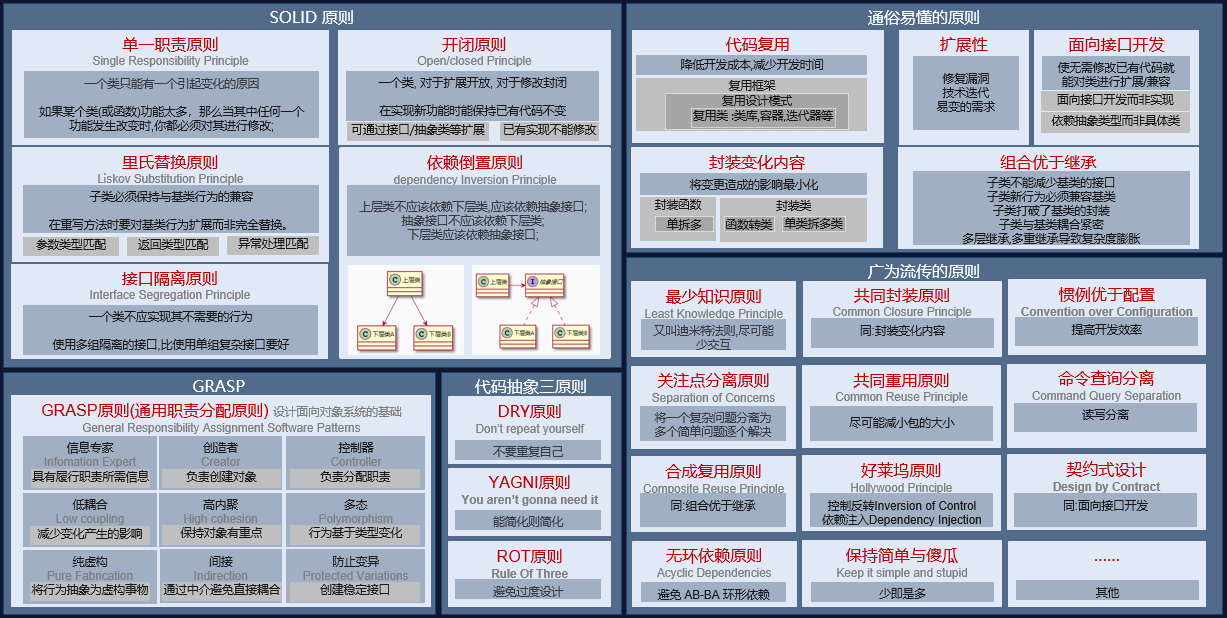 SOLID 原则
单一职责原则
Single Responsibility Principle
一个类只能有一个引起变化的原因
如果某个类(或函数)功能太多，那么当其中任何一个
功能发生改变时,你都必须对其进行修改;
开闭原则
Open/closed Principle
一个类, 对于扩展开放, 对于修改封闭
在实现新功能时能保持已有代码不变
可通过接口/抽象类等扩展
已有实现不能修改
里氏替换原则
Liskov Substitution Principle
子类必须保持与基类行为的兼容
在重写方法时要对基类行为扩展而非完全替换。
参数类型匹配
返回类型匹配
异常处理匹配
依赖倒置原则
dependency Inversion Principle
上层类不应该依赖下层类,应该依赖抽象接口;
抽象接口不应该依赖下层类;
下层类应该依赖抽象接口;
C 上层类
C 下层类A
C 下层类B
C 上层类
I 抽象接口
C 下层类A
C 下层类B
接口隔离原则
Interface Segregation Principle
一个类不应实现其不需要的行为
使用多组隔离的接口,比使用单组复杂接口要好
通俗易懂的原则
代码复用
降低开发成本,减少开发时间
复用框架
复用设计模式
复用类 :类库,容器,迭代器等
扩展性
修复漏洞
技术迭代
易变的需求
面向接口开发
使无需修改已有代码就
能对类进行扩展/兼容
面向接口开发而非实现
依赖抽象类型而非具体类
封装变化内容
将变更造成的影响最小化
封装函数
单拆多
封装类
函数转类
单类拆多类
组合优于继承
子类不能减少基类的接口
子类新行为必须兼容基类
子类打破了基类的封装
子类与基类耦合紧密
多层继承,多重继承导致复杂度膨胀
GRASP
GRASP原则(通用职责分配原则) 设计面向对象系统的基础
General Responsibility Assignment Software Patterns
信息专家
Infomation Expert
具有履行职责所需信息
创造者
Creator
负责创建对象
控制器
Controller
负责分配职责
低耦合
Low coupling
减少变化产生的影响
高内聚
High cohesion
保持对象有重点
多态
Polymorphism
行为基于类型变化
纯虚构
Pure Fabrication
将行为抽象为虚构事物
间接
Indirection
通过中介避免直接耦合
防止变异
Protected Variations
创建稳定接口
代码抽象三原则
DRY原则
Don't repeat yourself
不要重复自己
YAGNI原则
You aren't gonna need it
能简化则简化
ROT原则
Rule Of Three
避免过度设计
广为流传的原则
最少知识原则
Least Knowledge Principle
又叫迪米特法则,尽可能
少交互
共同封装原则
Common Closure Principle
同:封装变化内容
惯例优于配置
Convention over Configuration
提高开发效率
关注点分离原则
Separation of Concerns
将一个复杂问题分离为
多个简单问题逐个解决
共同重用原则
Common Reuse Principle
尽可能减小包的大小
命令查询分离
Command Query Separation
读写分离
合成复用原则
Composite Reuse Principle
同:组合优于继承
好莱坞原则
Hollywood Principle
控制反转Inversion of Control
依赖注入Dependency Injection
契约式设计
Design by Contract
同:面向接口开发
无环依赖原则
Acyclic Dependencies
避免 AB-BA 环形依赖
保持简单与傻瓜
Keep it simple and stupid
少即是多
......
其他